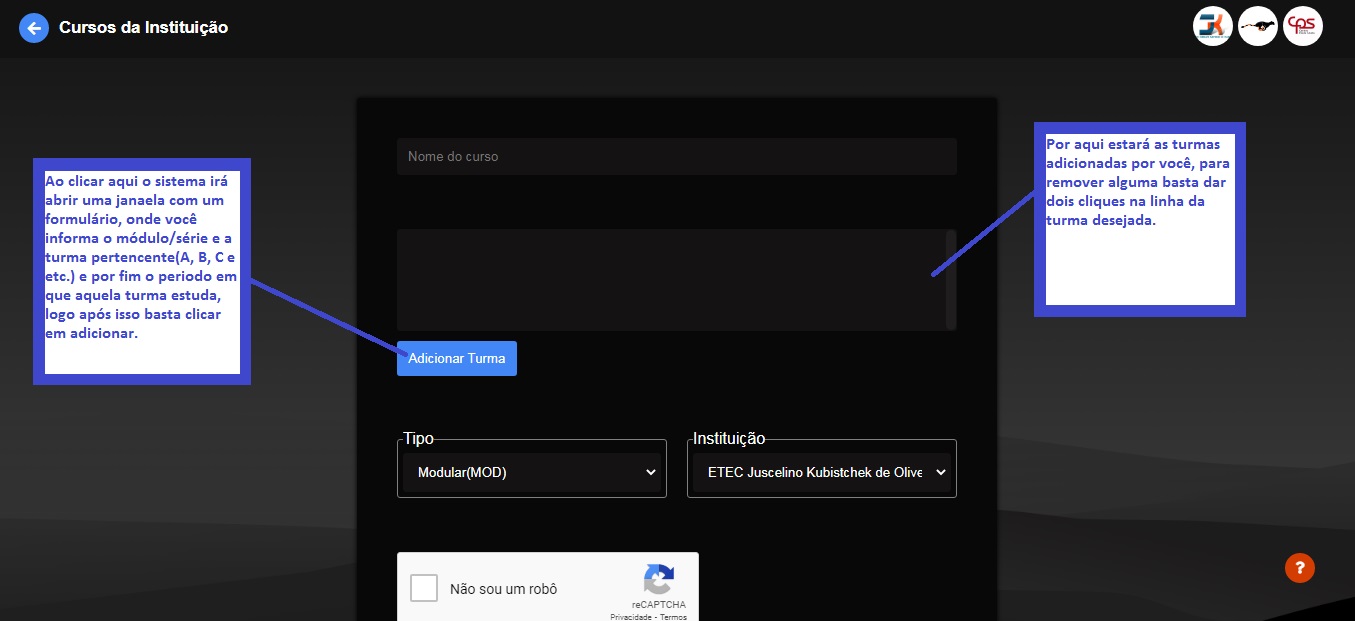 Cursos da Instituição
CPS
Nome do curso
Ao clicar aqui o sistema irá
abrir uma janaela com um
formulário, onde você
informa o módulo/série e a
turma pertencente(A, B, C e
etc.) e por fim o periodo em
que aquela turma estuda,
logo após isso basta clicar
em adicionar.
Por aqui estará as turmas
adicionadas por você, para
remover alguma basta dar
dois cliques na linha da
turma desejada.
Adicionar Turma
Tipo
Modular(MOD)
Instituição
ETEC Juscelino Kubistchek de Olive
Não sou um robô
reCAPTCHA
Privacidade - Termos
?